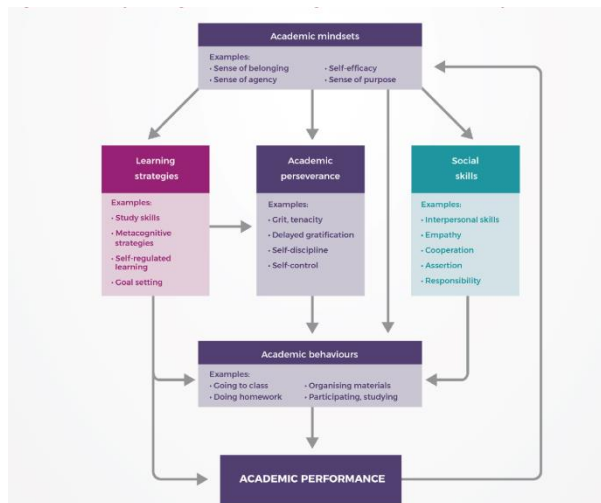 Academic mindsets
Examples:
• Sense of belonging
• Sense of agency
• Self-efficacy
• Sense of purpose
Learning
strategies
Examples:
• Study skills
• Metacognitive
strategies
• Self-regulated
learning
• Goal setting
Academic
perseverance
Examples:
• Grit, tenacity
• Delayed gratification
• Self-discipline
• Self-control
Social
skills
Examples:
• Interpersonal skills
• Empathy
• Cooperation
• Assertion
• Responsibility
Academic behaviours
Examples:
• Going to class
• Doing homework
• Organising materials
• Participating, studying
ACADEMIC PERFORMANCE